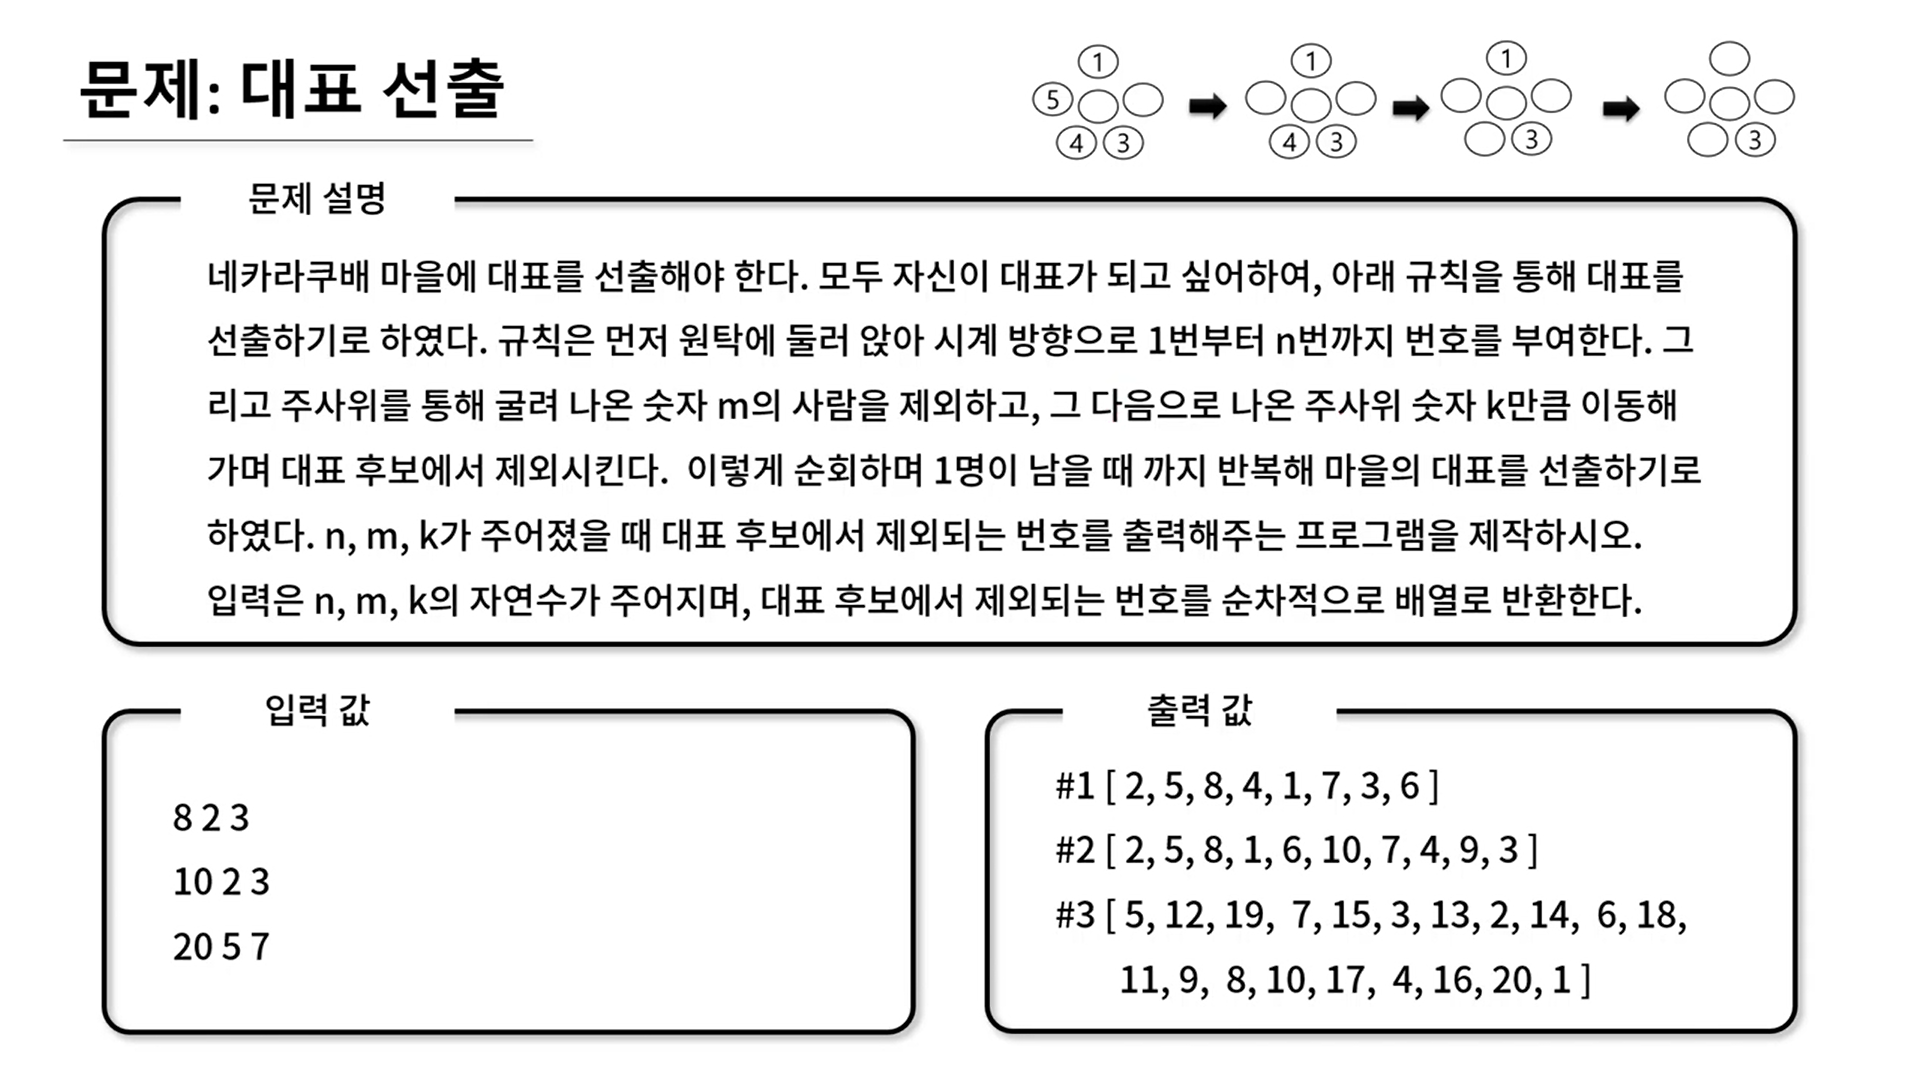 문제: 대표 선출
1
5
4
3
1
4
3
1
3
3
문제 설명
네카라쿠배 마을에 대표를 선출해야 한다. 모두 자신이 대표가 되고 싶어하여, 아래 규칙을 통해 대표를
선출하기로 하였다. 규칙은 먼저 원탁에 둘러 앉아 시계 방향으로 1번부터 n번까지 번호를 부여한다. 그
리고 주사위를 통해 굴려 나온 숫자 m의 사람을 제외하고, 그 다음으로 나온 주사위 숫자 k만큼 이동해
가며 대표 후보에서 제외시킨다. 이렇게 순회하며 1명이 남을 때 까지 반복해 마을의 대표를 선출하기로
하였다. n, m, k가 주어졌을 때 대표 후보에서 제외되는 번호를 출력해주는 프로그램을 제작하시오.
입력은 n, m, k의 자연수가 주어지며, 대표 후보에서 제외되는 번호를 순차적으로 배열로 반환한다.
입력 값
8 2 3
10 2 3
20 5 7
출력 값
#1 [ 2, 5, 8, 4, 1, 7, 3, 6 ]
#2 [ 2, 5, 8, 1, 6, 10, 7, 4, 9, 3 ]
#3 [ 5, 12, 19, 7, 15, 3, 13, 2, 14, 6, 18,
11, 9, 8, 10, 17, 4, 16, 20, 1 ]